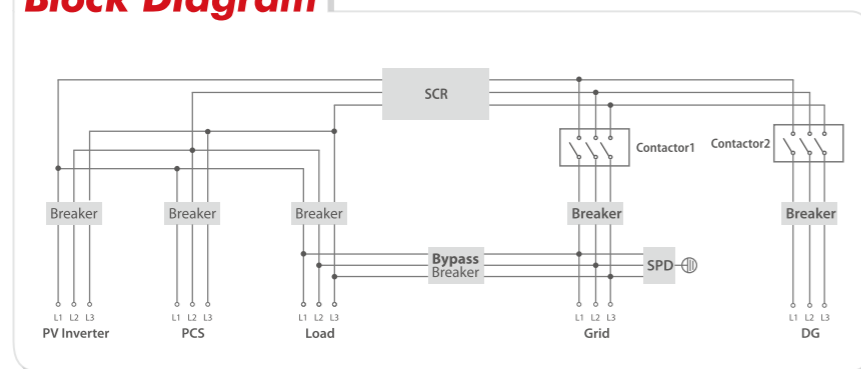 Block Diagram
SCR
Contactor1
Contactor2
Breaker
Breaker
Breaker
Breaker
Breaker
Bypass
Breaker
SPD
L1 L2 L3
L1 L2 L3
L1 L2 L3
L1 L2 L3
L1 L2 L3
PV Inverter
PCS
Load
Grid
DG